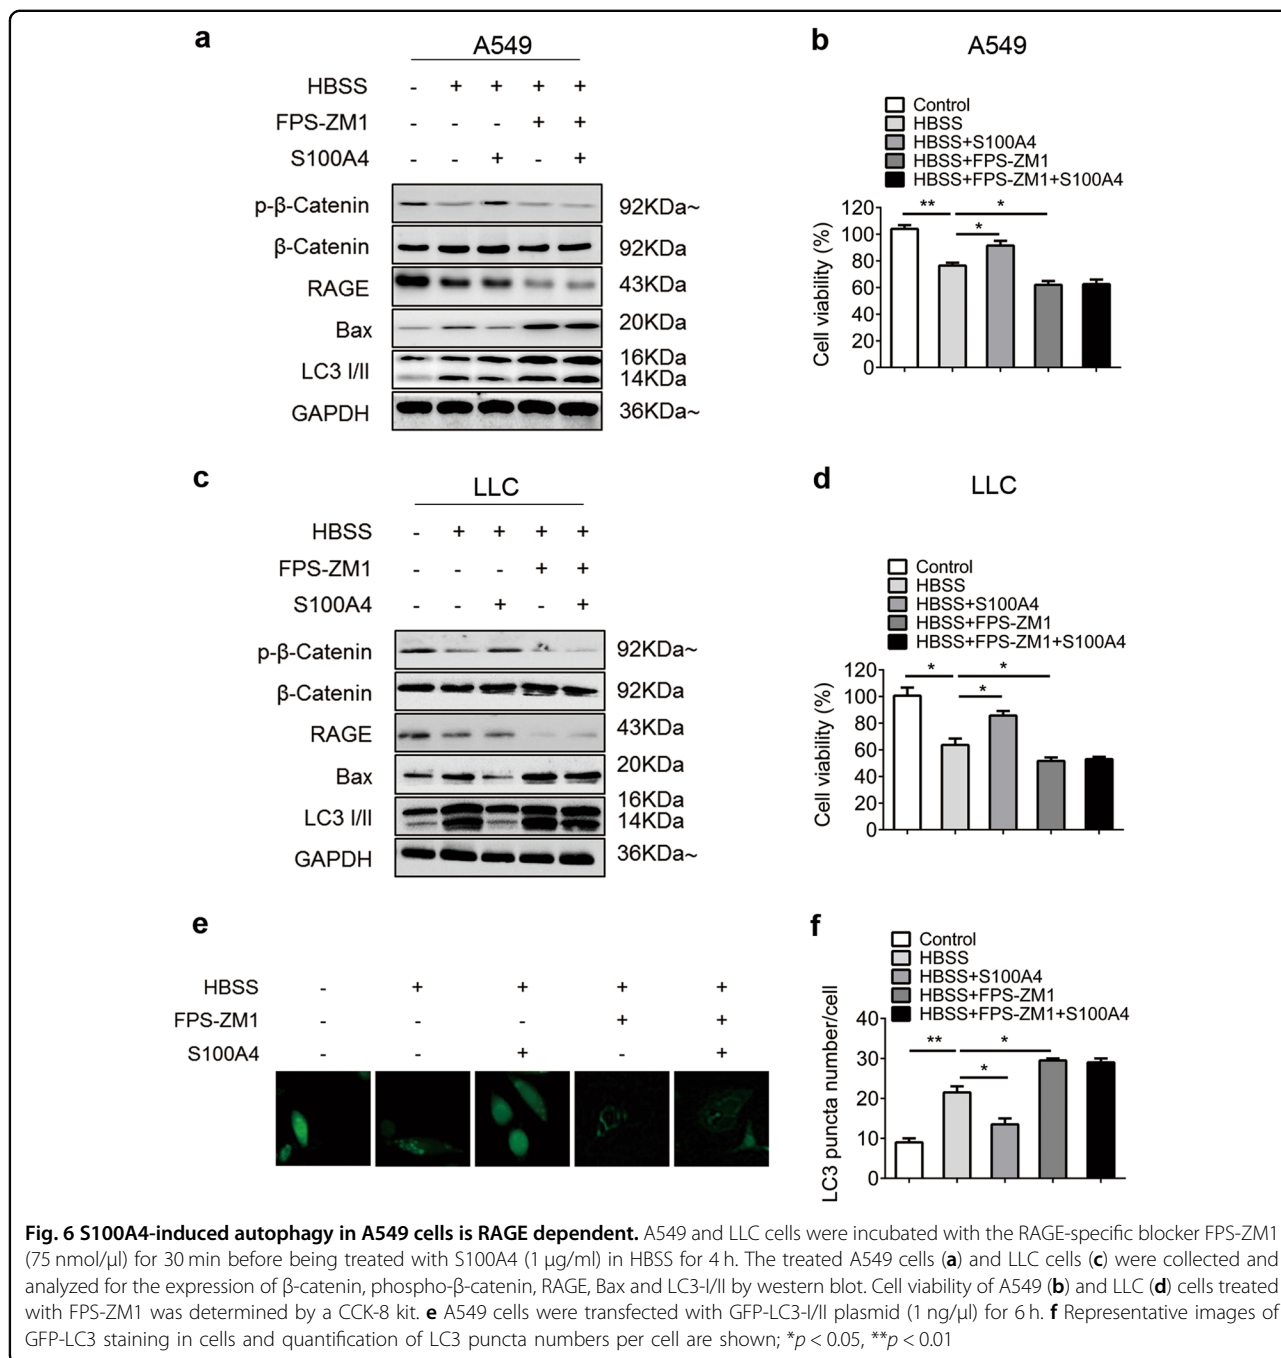 a
A549
HBSS - + + + +
FPS-ZM1 - - - + +
S100A4 - - + - +
p-β-Catenin 92KDa~
β-Catenin 92KDa
RAGE 43KDa
Bax 20KDa
LC3 I/II 16KDa
14KDa
GAPDH 36KDa~
b
A549
Control
HBSS
HBSS+S100A4
HBSS+FPS-ZM1
HBSS+FPS-ZM1+S100A4
Cell viability (%)
120
100
80
60
40
20
0
** *
*
c
LLC
HBSS - + + + +
FPS-ZM1 - - - + +
S100A4 - - + - +
p-β-Catenin 92KDa~
β-Catenin 92KDa
RAGE 43KDa
Bax 20KDa
LC3 I/II 16KDa
14KDa
GAPDH 36KDa~
d
LLC
Control
HBSS
HBSS+S100A4
HBSS+FPS-ZM1
HBSS+FPS-ZM1+S100A4
Cell viability (%)
120
100
80
60
40
20
0
* *
*
e
HBSS - + + + +
FPS-ZM1 - - - + +
S100A4 - - + - +
f
Control
HBSS
HBSS+S100A4
HBSS+FPS-ZM1
HBSS+FPS-ZM1+S100A4
LC3 puncta number/cell
40
30
20
10
0
** *
*
Fig. 6 S100A4-induced autophagy in A549 cells is RAGE dependent. A549 and LLC cells were incubated with the RAGE-specific blocker FPS-ZM1
(75 nmol/μl) for 30 min before being treated with S100A4 (1 μg/ml) in HBSS for 4 h. The treated A549 cells (a) and LLC cells (c) were collected and
analyzed for the expression of β-catenin, phospho-β-catenin, RAGE, Bax and LC3-I/II by western blot. Cell viability of A549 (b) and LLC (d) cells treated
with FPS-ZM1 was determined by a CCK-8 kit. e A549 cells were transfected with GFP-LC3-I/II plasmid (1 ng/μl) for 6 h. f Representative images of
GFP-LC3 staining in cells and quantification of LC3 puncta numbers per cell are shown; *p < 0.05, **p < 0.01